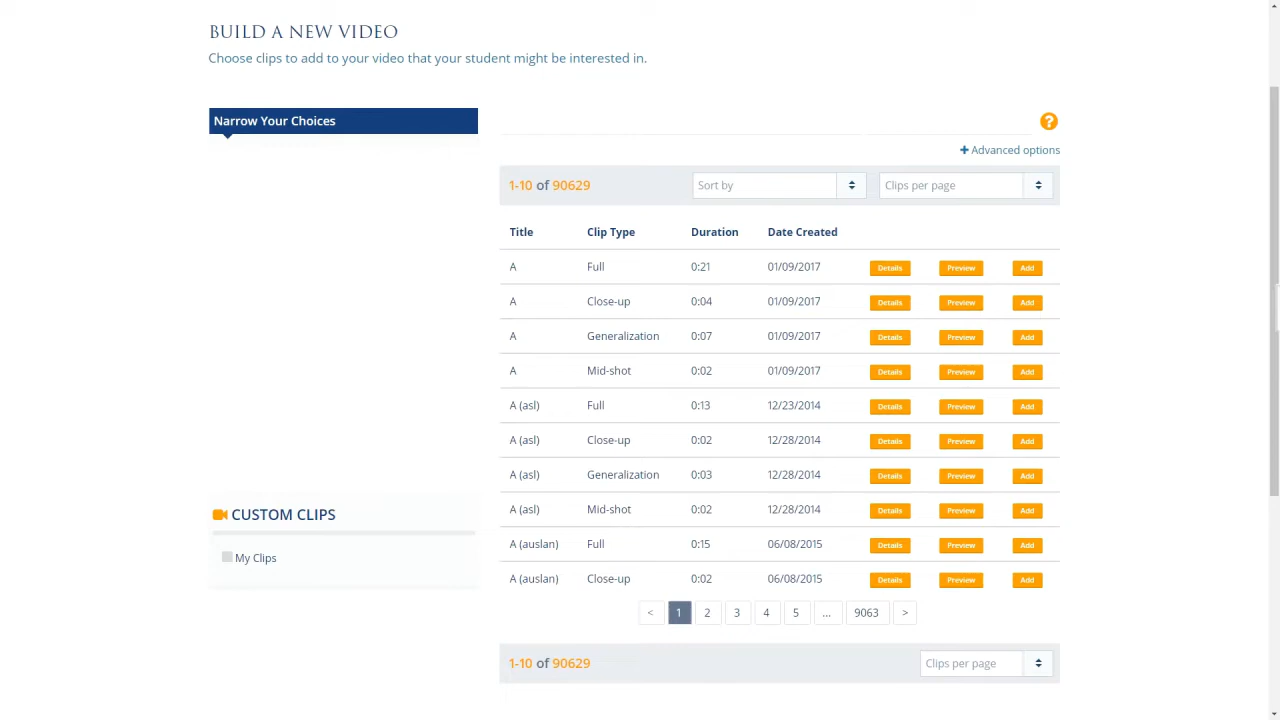 BUILD A NEW VIDEO
Choose clips to add to your video that your student might be interested in.
Narrow Your Choices
?
+ Advanced options
1-10 of 90629 Sort by Clips per page
Title Clip Type Duration Date Created
A Full 0:21 01/09/2017 Details Preview Add
A Close-up 0:04 01/09/2017 Details Preview Add
A Generalization 0:07 01/09/2017 Details Preview Add
A Mid-shot 0:02 01/09/2017 Details Preview Add
A (asl) Full 0:13 12/23/2014 Details Preview Add
A (asl) Close-up 0:02 12/28/2014 Details Preview Add
A (asl) Generalization 0:03 12/28/2014 Details Preview Add
A (asl) Mid-shot 0:02 12/28/2014 Details Preview Add
A (auslan) Full 0:15 06/08/2015 Details Preview Add
A (auslan) Close-up 0:02 06/08/2015 Details Preview Add
CUSTOM CLIPS
My Clips
< 1 2 3 4 5 ... 9063 >
1-10 of 90629 Clips per page